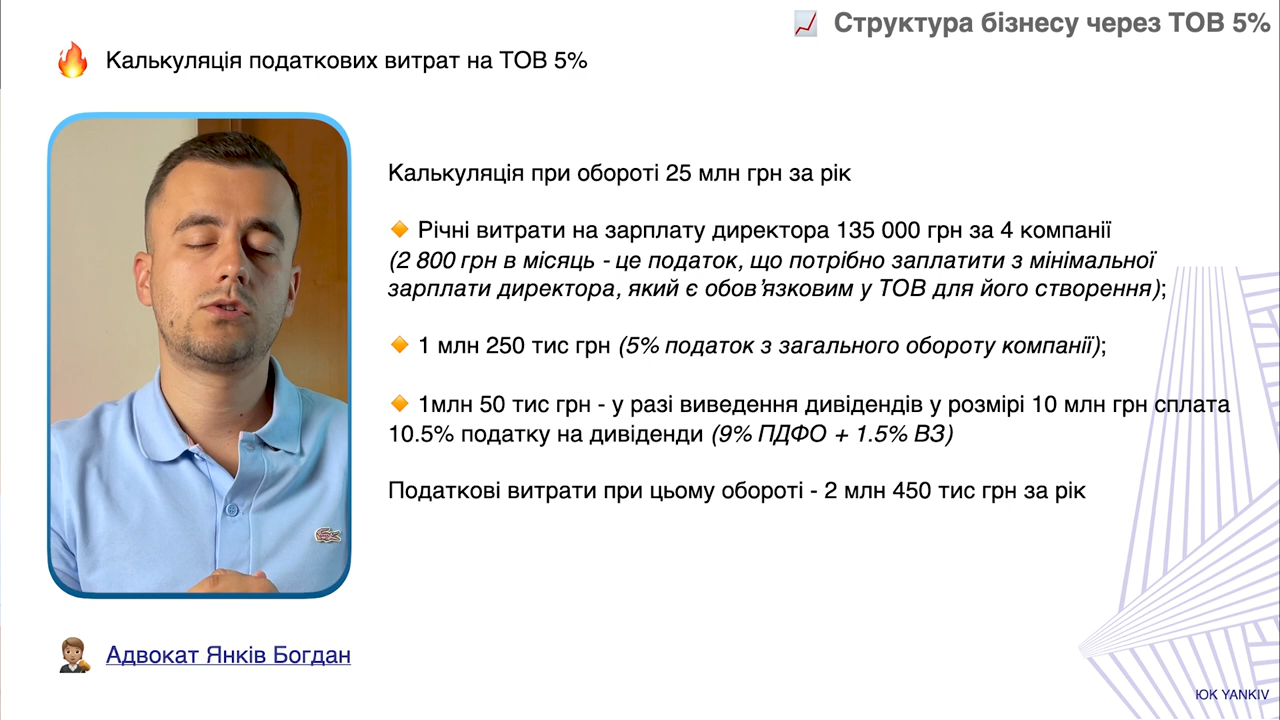 Структура бізнесу через ТОВ 5%
Калькуляція податкових витрат на ТОВ 5%
Калькуляція при обороті 25 млн грн за рік
Річні витрати на зарплату директора 135 000 грн за 4 компанії
(2 800 грн в місяць - це податок, що потрібно заплатити з мінімальної
зарплати директора, який є обов’язковим у ТОВ для його створення);
1 млн 250 тис грн (5% податок з загального обороту компанії);
1млн 50 тис грн - у разі виведення дивідендів у розмірі 10 млн грн сплата
10.5% податку на дивіденди (9% ПДФО + 1.5% ВЗ)
Податкові витрати при цьому обороті - 2 млн 450 тис грн за рік
Адвокат Янків Богдан
ЮК YANKIV